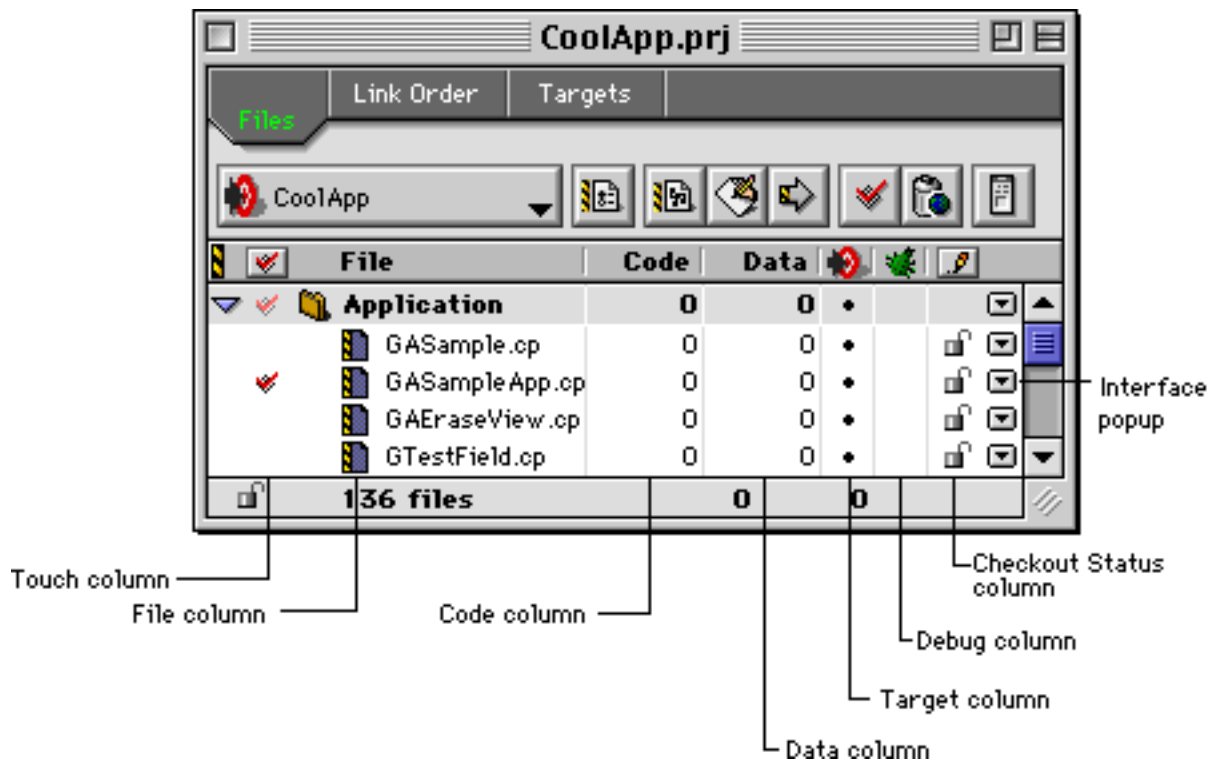 CoolApp.prj
Files
Link Order
Targets
CoolApp
File Code Data
Application 0 0
GASample.cp 0 0
GASampleApp.cp 0 0
GAEraseView.cp 0 0
GTestField.cp 0 0
136 files 0 0
Interface
popup
Touch column
File column
Code column
Checkout Status
column
Debug column
Target column
Data column